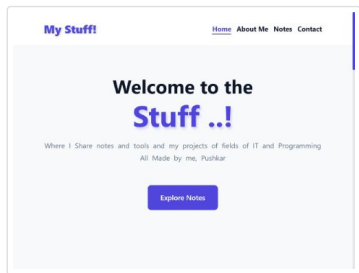 My Stuff!
Home About Me Notes Contact
Welcome to the
Stuff ..!
Where I Share notes and tools and my projects of fields of IT and Programming
All Made by me, Pushkar
Explore Notes